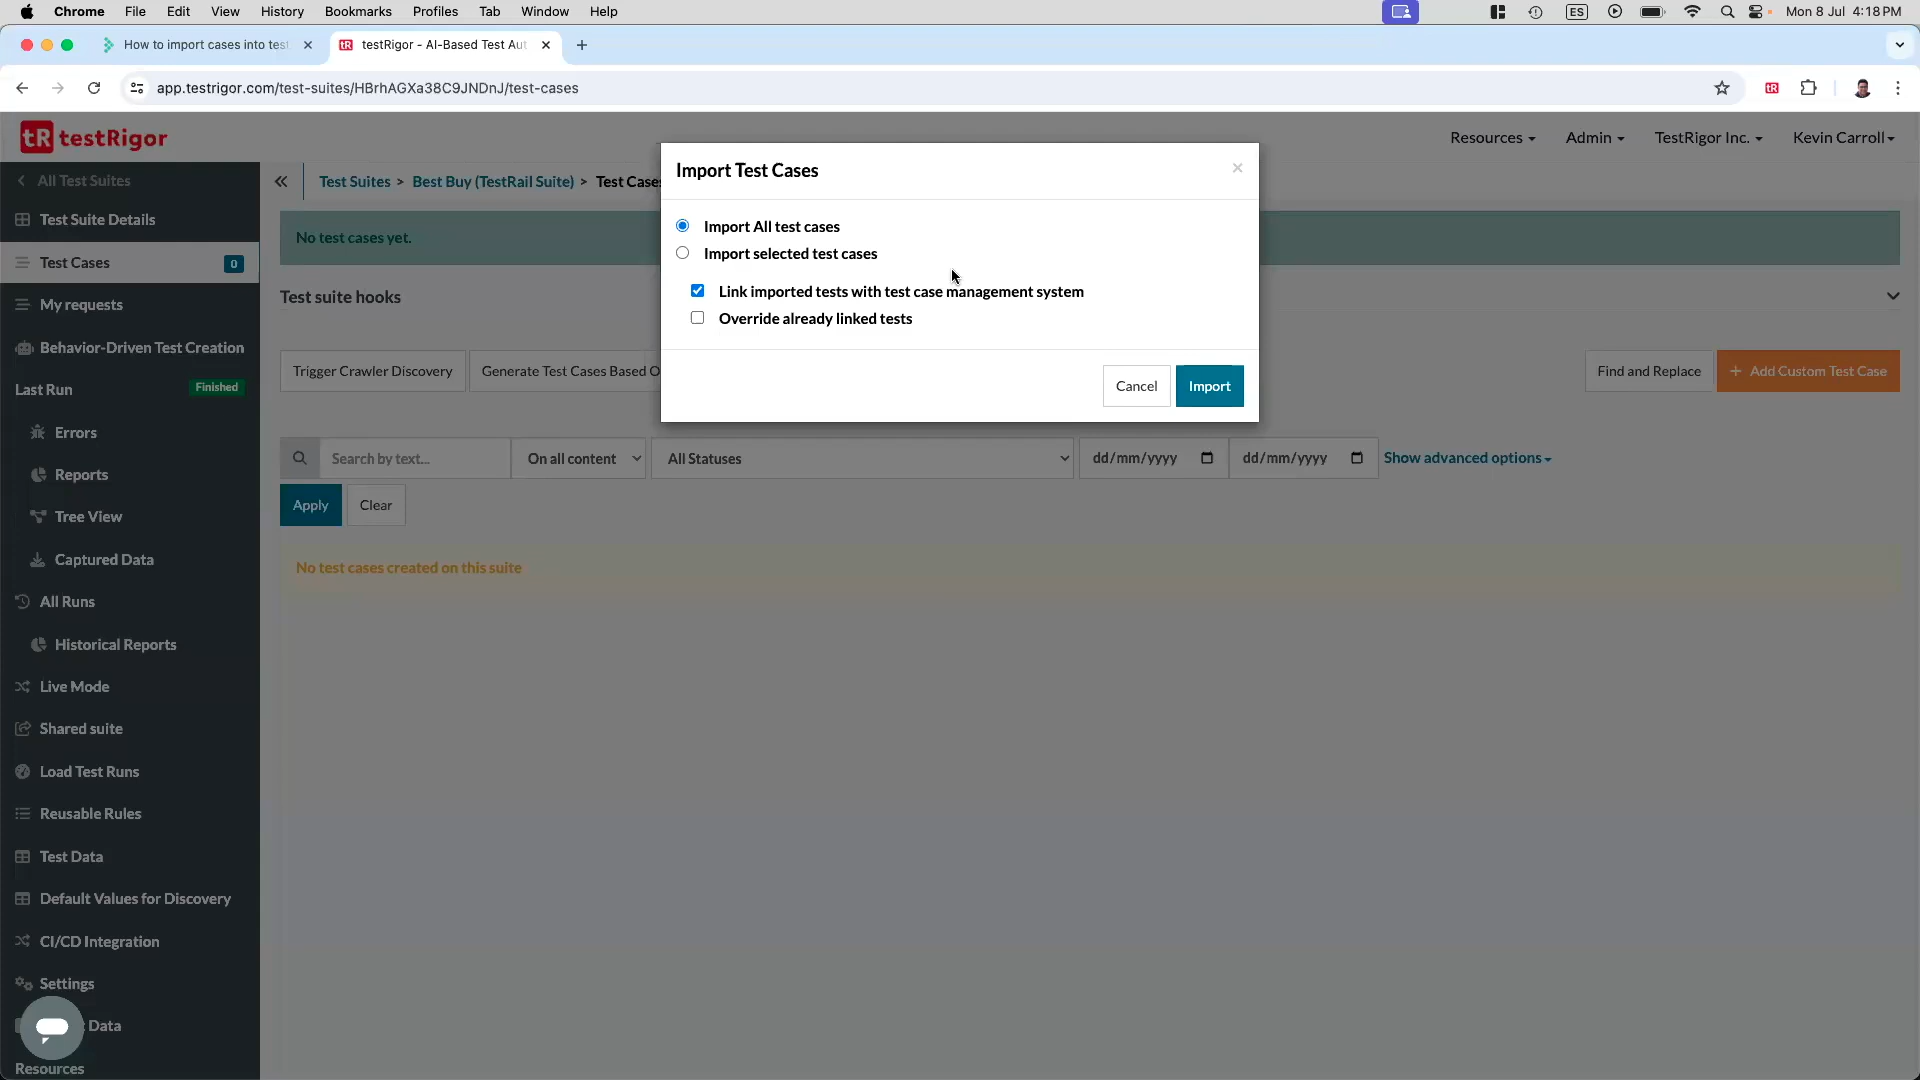 Chrome File Edit View History Bookmarks Profiles Tab Window Help ES Mon 8 Jul 4:18 PM
How to import cases into test testRigor - AI-Based Test Aut
app.testrigor.com/test-suites/HBrhAGXa38C9JNDnJ/test-cases tR
tR testRigor Resources Admin TestRigor Inc. Kevin Carroll
All Test Suites
Test Suites > Best Buy (TestRail Suite) > Test Cases
Test Suite Details
No test cases yet.
Test Cases 0
Test suite hooks
My requests
Behavior-Driven Test Creation
Trigger Crawler Discovery Generate Test Cases Based O Find and Replace + Add Custom Test Case
Last Run Finished
Errors
Search by text... On all content All Statuses dd/mm/yyyy dd/mm/yyyy Show advanced options
Reports
Apply Clear
Tree View
Captured Data
No test cases created on this suite
All Runs
Historical Reports
Live Mode
Shared suite
Load Test Runs
Reusable Rules
Test Data
Default Values for Discovery
CI/CD Integration
Settings
Data
Resources
Import Test Cases
Import All test cases
Import selected test cases
Link imported tests with test case management system
Override already linked tests
Cancel Import